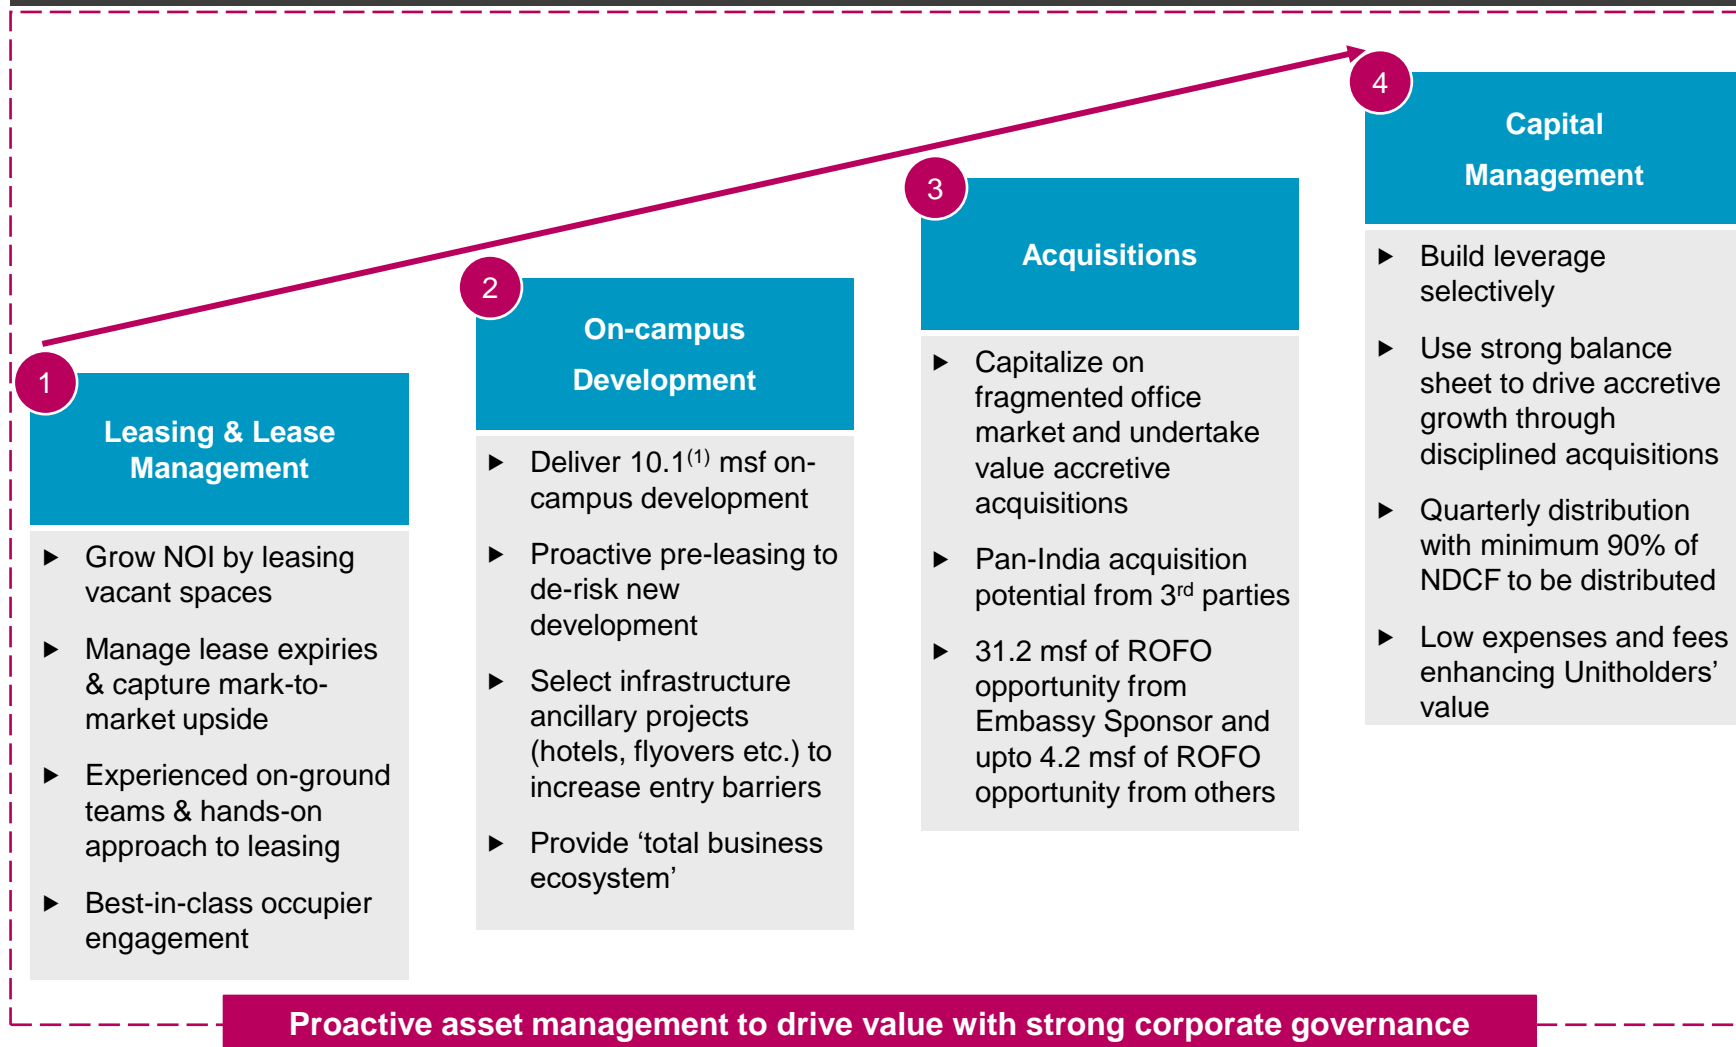 1
Leasing & Lease
Management
► Grow NOI by leasing
vacant spaces
► Manage lease expiries
& capture mark-to-
market upside
► Experienced on-ground
teams & hands-on
approach to leasing
► Best-in-class occupier
engagement
2
On-campus
Development
► Deliver 10.1(1) msf on-
campus development
► Proactive pre-leasing to
de-risk new
development
► Select infrastructure
ancillary projects
(hotels, flyovers etc.) to
increase entry barriers
► Provide ‘total business
ecosystem’
3
Acquisitions
► Capitalize on
fragmented office
market and undertake
value accretive
acquisitions
► Pan-India acquisition
potential from 3rd parties
► 31.2 msf of ROFO
opportunity from
Embassy Sponsor and
upto 4.2 msf of ROFO
opportunity from others
4
Capital
Management
► Build leverage
selectively
► Use strong balance
sheet to drive accretive
growth through
disciplined acquisitions
► Quarterly distribution
with minimum 90% of
NDCF to be distributed
► Low expenses and fees
enhancing Unitholders’
value
Proactive asset management to drive value with strong corporate governance